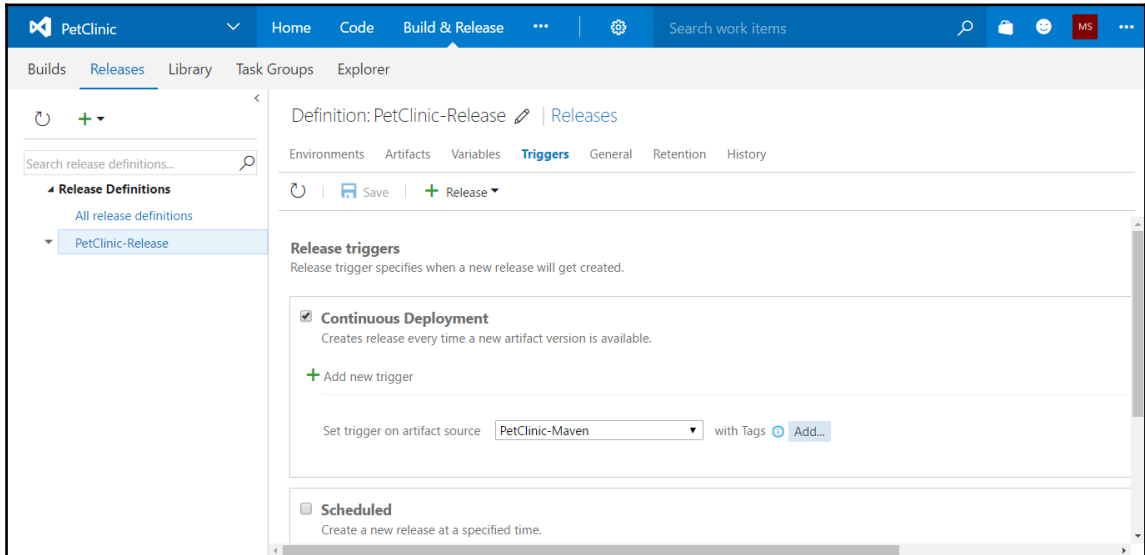 PetClinic Home Code Build & Release ••• Search work items MS •••
Builds Releases Library Task Groups Explorer
Definition: PetClinic-Release | Releases
Search release definitions...
Release Definitions
All release definitions
PetClinic-Release
Environments Artifacts Variables Triggers General Retention History
Save + Release
Release triggers
Release trigger specifies when a new release will get created.
Continuous Deployment
Creates release every time a new artifact version is available.
+ Add new trigger
Set trigger on artifact source PetClinic-Maven with Tags Add...
Scheduled
Create a new release at a specified time.